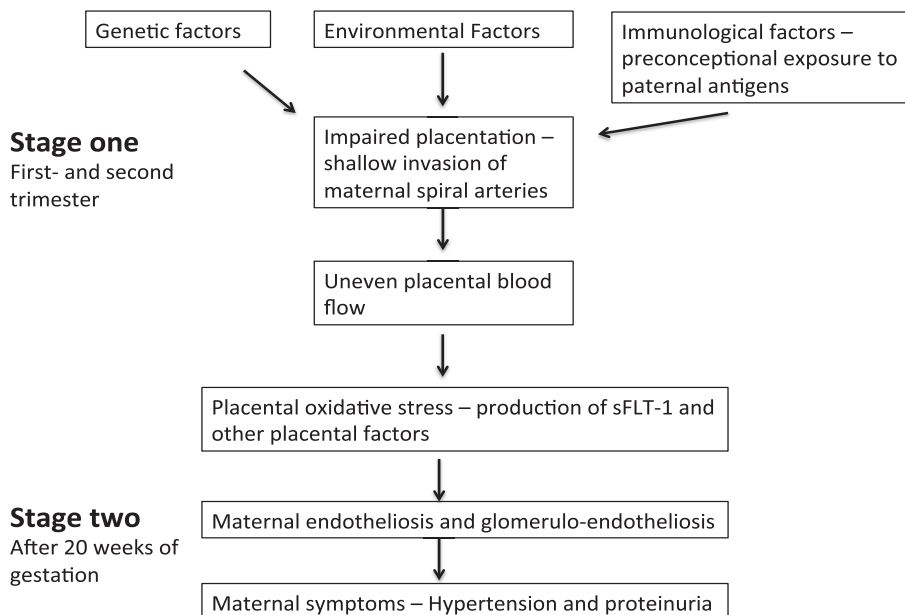 Genetic factors
Environmental Factors
Immunological factors –
preconceptional exposure to
paternal antigens
Stage one
First- and second
trimester
Impaired placentation –
shallow invasion of
maternal spiral arteries
Uneven placental blood
flow
Placental oxidative stress – production of sFLT-1 and
other placental factors
Stage two
After 20 weeks of
gestation
Maternal endotheliosis and glomerulo-endotheliosis
Maternal symptoms – Hypertension and proteinuria